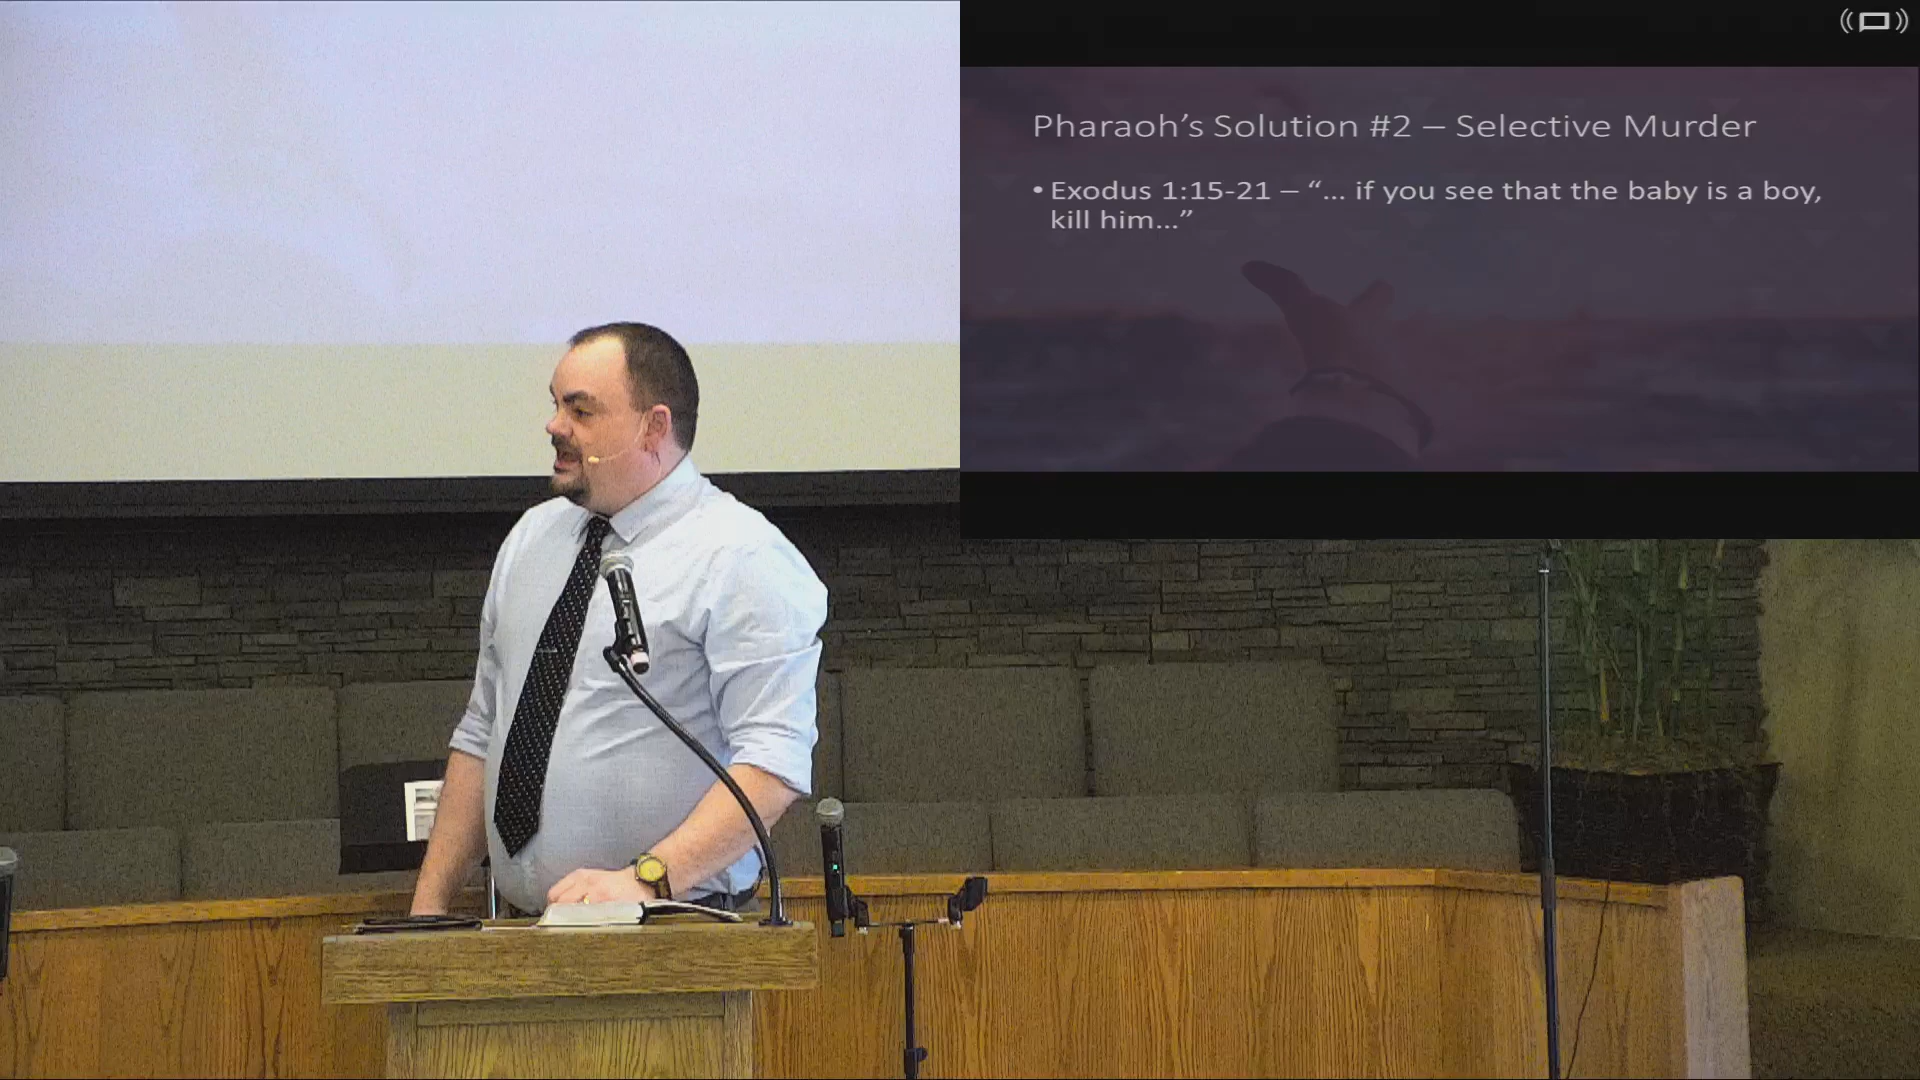 Pharaoh’s Solution #2 – Selective Murder
• Exodus 1:15-21 – “... if you see that the baby is a boy,
kill him...”